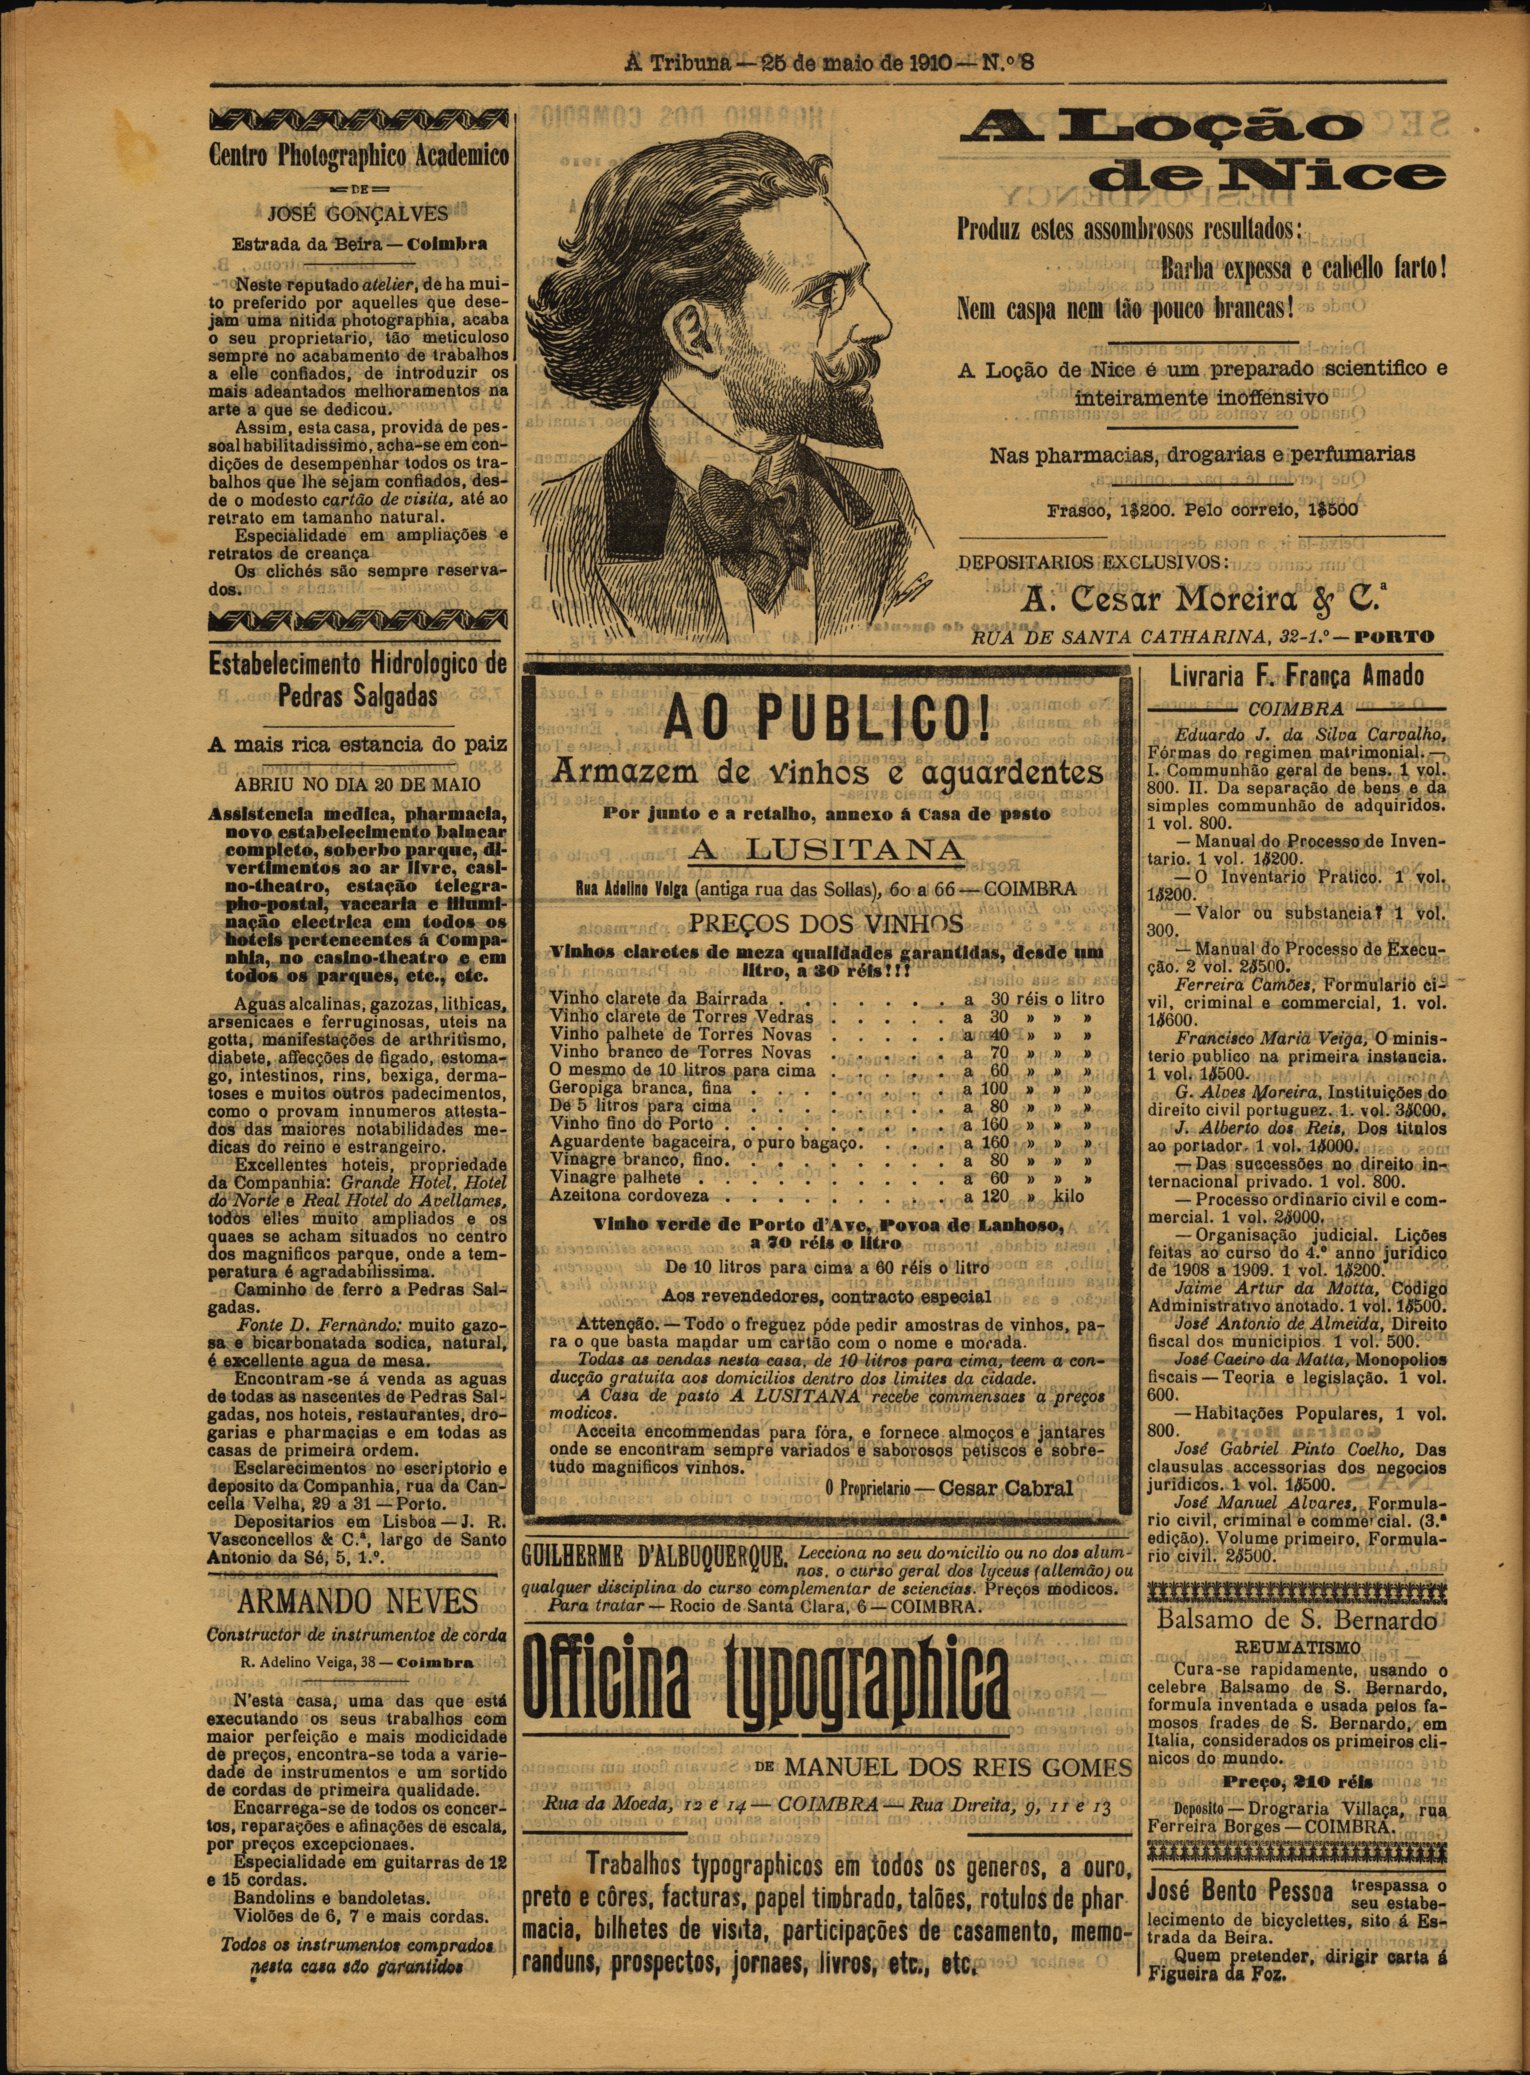 A Tribuna — 25 de maio de 1910 — N.º 8
Centro Photographico Academico
DE
JOSÉ GONÇALVES
Estrada da Beira — Coimbra
Neste reputado atelier, de ha mui-
to preferido por aquelles que dese-
jam uma nitida photographia, acaba
o seu proprietario, tão meticuloso
sempre no acabamento de trabalhos
a elle confiados, de introduzir os
mais adeantados melhoramentos na
arte a que se dedicou.
Assim, esta casa, provida de pes-
soal habilitadissimo, acha-se em con-
dições de desempenhar todos os tra-
balhos que lhe sejam confiados, des-
de o modesto cartão de visita, até ao
retrato em tamanho natural.
Especialidade em ampliações e
retratos de creança
Os clichés são sempre reserva-
dos.
Estabelecimento Hidrologico de
Pedras Salgadas
A mais rica estancia do paiz
ABRIU NO DIA 20 DE MAIO
Assistencia medica, pharmacia,
novo estabelecimento balnear
completo, soberbo parque, di-
vertimentos ao ar livre, casi-
no-theatro, estação telegra-
pho-postal, vaccaria e illumi-
nação electrica em todos os
hoteis pertencentes á Compa-
nhia, no casino-theatro e em
todos os parques, etc., etc.
Aguas alcalinas, gazozas, lithicas,
arsenicaes e ferruginosas, uteis na
gotta, manifestações de arthritismo,
diabete, affecções de figado, estoma-
go, intestinos, rins, bexiga, derma-
toses e muitos outros padecimentos,
como o provam innumeros attesta-
dos das maiores notabilidades me-
dicas do reino e estrangeiro.
Excellentes hoteis, propriedade
da Companhia: Grande Hotel, Hotel
do Norte e Real Hotel do Avellames,
todos elles muito ampliados e os
quaes se acham situados no centro
dos magnificos parque, onde a tem-
peratura é agradabilissima.
Caminho de ferro a Pedras Sal-
gadas.
Fonte D. Fernando: muito gazo-
sa e bicarbonatada sodica, natural,
é excellente agua de mesa.
Encontram-se á venda as aguas
de todas as nascentes de Pedras Sal-
gadas, nos hoteis, restaurantes, dro-
garias e pharmacias e em todas as
casas de primeira ordem.
Esclarecimentos no escriptorio e
deposito da Companhia, rua da Can-
cella Velha, 29 a 31 — Porto.
Depositarios em Lisboa — J. R.
Vasconcellos & C.ª, largo de Santo
Antonio da Sé, 5, 1.º.
ARMANDO NEVES
Constructor de instrumentos de corda
R. Adelino Veiga, 38 — Coimbra
N'esta casa, uma das que está
executando os seus trabalhos com
maior perfeição e mais modicidade
de preços, encontra-se toda a varie-
dade de instrumentos e um sortido
de cordas de primeira qualidade.
Encarrega-se de todos os concer-
tos, reparações e afinações de escala,
por preços excepcionaes.
Especialidade em guitarras de 12
e 15 cordas.
Bandolins e bandoletas.
Violões de 6, 7 e mais cordas.
Todos os instrumentos comprados
nesta casa são garantidos
A Loção
de Nice
Produz estes assombrosos resultados:
Barba expessa e cabello farto!
Nem caspa nem tão pouco brancas!
A Loção de Nice é um preparado scientifico e
inteiramente inoffensivo
Nas pharmacias, drogarias e perfumarias
Frasco, 1$200. Pelo correio, 1$500
DEPOSITARIOS EXCLUSIVOS:
A. Cesar Moreira & C.ª
RUA DE SANTA CATHARINA, 32-1.º — PORTO
AO PUBLICO!
Armazem de vinhos e aguardentes
Por junto e a retalho, annexo á Casa de pasto
A LUSITANA
Rua Adelino Veiga (antiga rua das Sollas), 60 a 66 — COIMBRA
PREÇOS DOS VINHOS
Vinhos claretes de meza qualidades garantidas, desde um
litro, a 30 réis!!!
Vinho clarete da Bairrada . . . . . . . a 30 réis o litro
Vinho clarete de Torres Vedras . . . . . a 30 » » »
Vinho palhete de Torres Novas . . . . . a 40 » » »
Vinho branco de Torres Novas . . . . . a 70 » » »
O mesmo de 10 litros para cima . . . . . a 60 » » »
Geropiga branca, fina . . . . . . . . a 100 » » »
De 5 litros para cima . . . . . . . . a 80 » » »
Vinho fino do Porto . . . . . . . . . a 160 » » »
Aguardente bagaceira, o puro bagaço. . . . a 160 » » »
Vinagre branco, fino. . . . . . . . . a 80 » » »
Vinagre palhete . . . . . . . . . . a 60 » » »
Azeitona cordoveza . . . . . . . . . a 120 » kilo
Vinho verde de Porto d'Ave, Povoa de Lanhoso,
a 70 réis o litro
De 10 litros para cima a 60 réis o litro
Aos revendedores, contracto especial
Attenção. — Todo o freguez póde pedir amostras de vinhos, pa-
ra o que basta mandar um cartão com o nome e morada.
Todas as vendas nesta casa, de 10 litros para cima, teem a con-
ducção gratuita aos domicilios dentro dos limites da cidade.
A Casa de pasto A LUSITANA recebe commensaes a preços
modicos.
Acceita encommendas para fóra, e fornece almoços e jantares
onde se encontram sempre variados e saborosos petiscos e sobre-
tudo magnificos vinhos.
O Proprietario — Cesar Cabral
GUILHERME D'ALBUQUERQUE. Lecciona no seu domicilio ou no dos alum-
nos, o curso geral dos lyceus (allemão) ou
qualquer disciplina do curso complementar de sciencias. Preços modicos.
Para tratar — Rocio de Santa Clara, 6 — COIMBRA.
Officina typographica
DE MANUEL DOS REIS GOMES
Rua da Moeda, 12 e 14 — COIMBRA — Rua Direita, 9, 11 e 13
Trabalhos typographicos em todos os generos, a ouro,
preto e côres, facturas, papel timbrado, talões, rotulos de phar-
macia, bilhetes de visita, participações de casamento, memo-
randuns, prospectos, jornaes, livros, etc., etc.
Livraria F. França Amado
COIMBRA
Eduardo J. da Silva Carvalho,
Fórmas do regimen matrimonial. —
I. Communhão geral de bens. 1 vol.
800. II. Da separação de bens e da
simples communhão de adquiridos.
1 vol. 800.
— Manual do Processo de Inven-
tario. 1 vol. 1$200.
— O Inventario Pratico. 1 vol.
1$200.
— Valor ou substancia? 1 vol.
300.
— Manual do Processo de Execu-
ção. 2 vol. 2$500.
Ferreira Camões, Formulario ci-
vil, criminal e commercial, 1. vol.
1$600.
Francisco Maria Veiga, O minis-
terio publico na primeira instancia.
1 vol. 1$500.
G. Alves Moreira, Instituições do
direito civil portuguez. 1. vol. 3$000.
J. Alberto dos Reis, Dos titulos
ao portador. 1 vol. 1$000.
— Das successões no direito in-
ternacional privado. 1 vol. 800.
— Processo ordinario civil e com-
mercial. 1 vol. 2$000.
— Organisação judicial. Lições
feitas ao curso do 4.º anno juridico
de 1908 a 1909. 1 vol. 1$200.
Jaime Artur da Motta, Codigo
Administrativo anotado. 1 vol. 1$500.
José Antonio de Almeida, Direito
fiscal dos municipios. 1 vol. 500.
José Caeiro da Matta, Monopolios
fiscais — Teoria e legislação. 1 vol.
600.
— Habitações Populares, 1 vol.
800.
José Gabriel Pinto Coelho, Das
clausulas accessorias dos negocios
juridicos. 1 vol. 1$500.
José Manuel Alvares, Formula-
rio civil, criminal e commercial. (3.ª
edição). Volume primeiro, Formula-
rio civil. 2$500.
Balsamo de S. Bernardo
REUMATISMO
Cura-se rapidamente, usando o
celebre Balsamo de S. Bernardo,
formula inventada e usada pelos fa-
mosos frades de S. Bernardo, em
Italia, considerados os primeiros cli-
nicos do mundo.
Preço, 210 réis
Deposito — Drograria Villaça, rua
Ferreira Borges — COIMBRA.
José Bento Pessoa trespassa o
seu estabe-
lecimento de bicyclettes, sito á Es-
trada da Beira.
Quem pretender, dirigir carta á
Figueira da Foz.